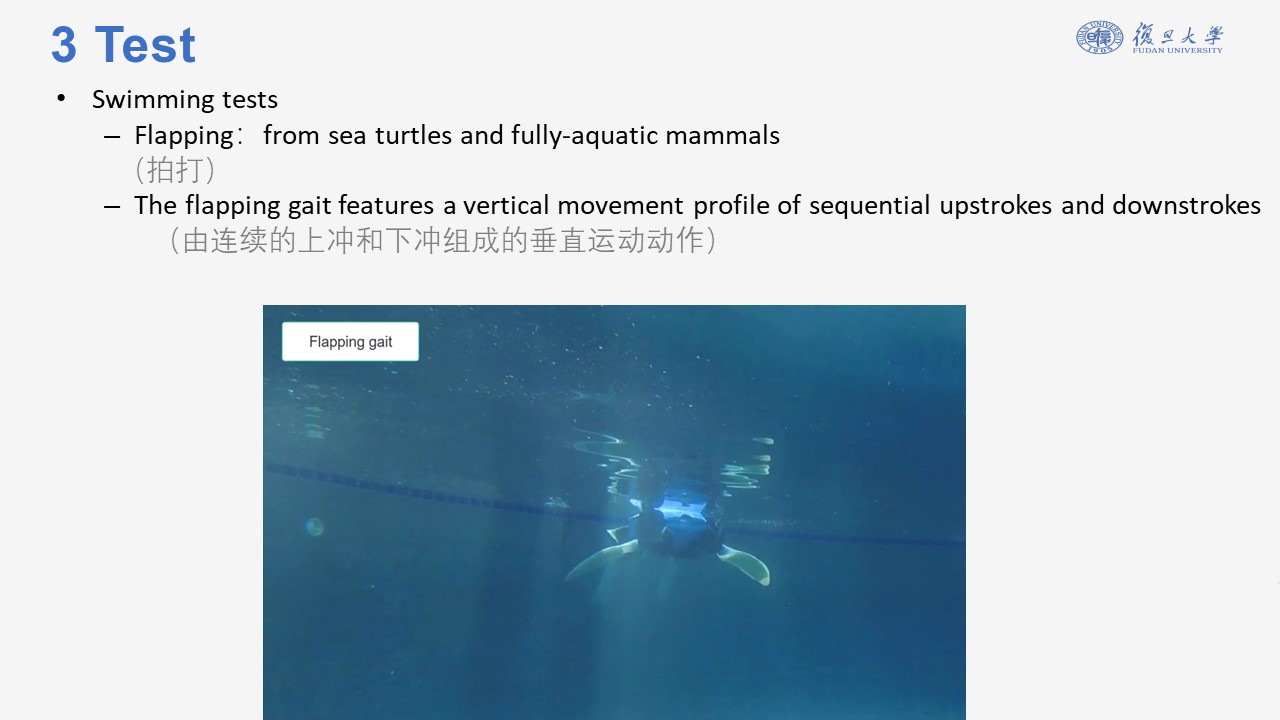 3 Test
復旦大學
FUDAN UNIVERSITY
• Swimming tests
– Flapping： from sea turtles and fully-aquatic mammals
（拍打）
– The flapping gait features a vertical movement profile of sequential upstrokes and downstrokes
（由连续的上冲和下冲组成的垂直运动动作）
Flapping gait